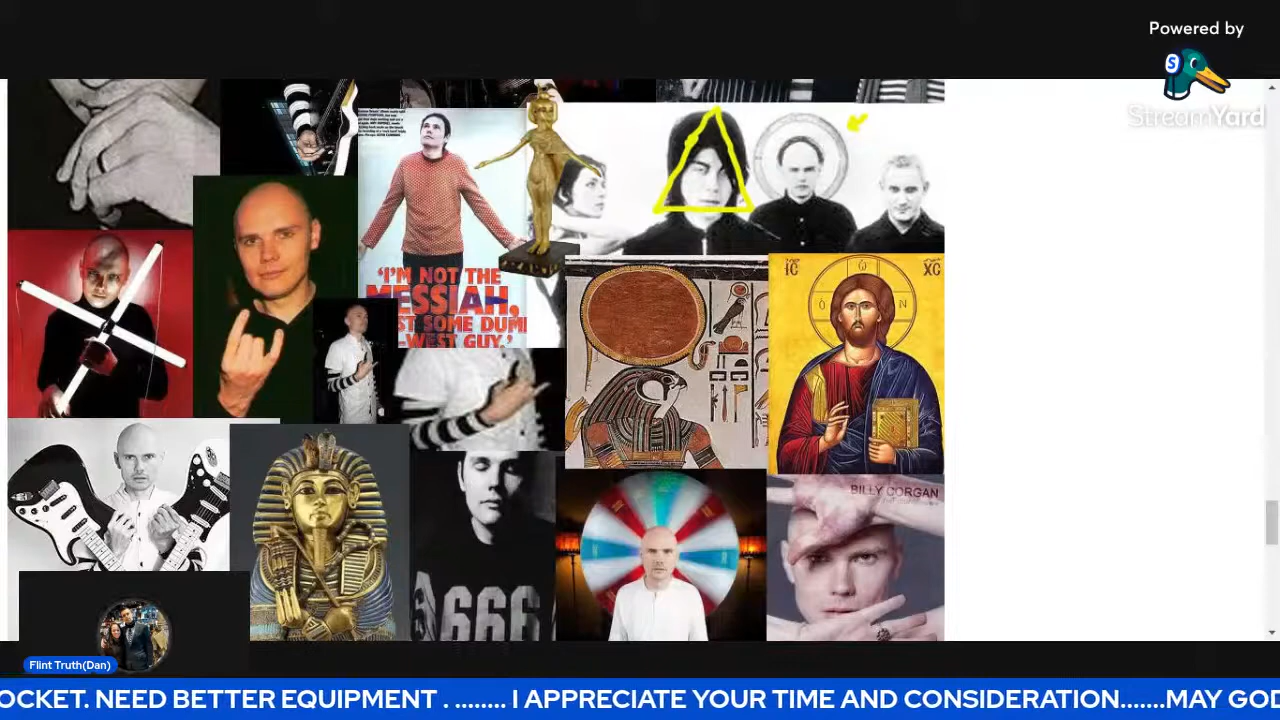 Powered by
S
StreamYard
'I'M NOT THE
MESSIAH,
ST SOME DUM
-WEST GUY.'
IC XC
BILLY CORGAN
666
Flint Truth(Dan)
OCKET. NEED BETTER EQUIPMENT . ........ I APPRECIATE YOUR TIME AND CONSIDERATION.......MAY GOD